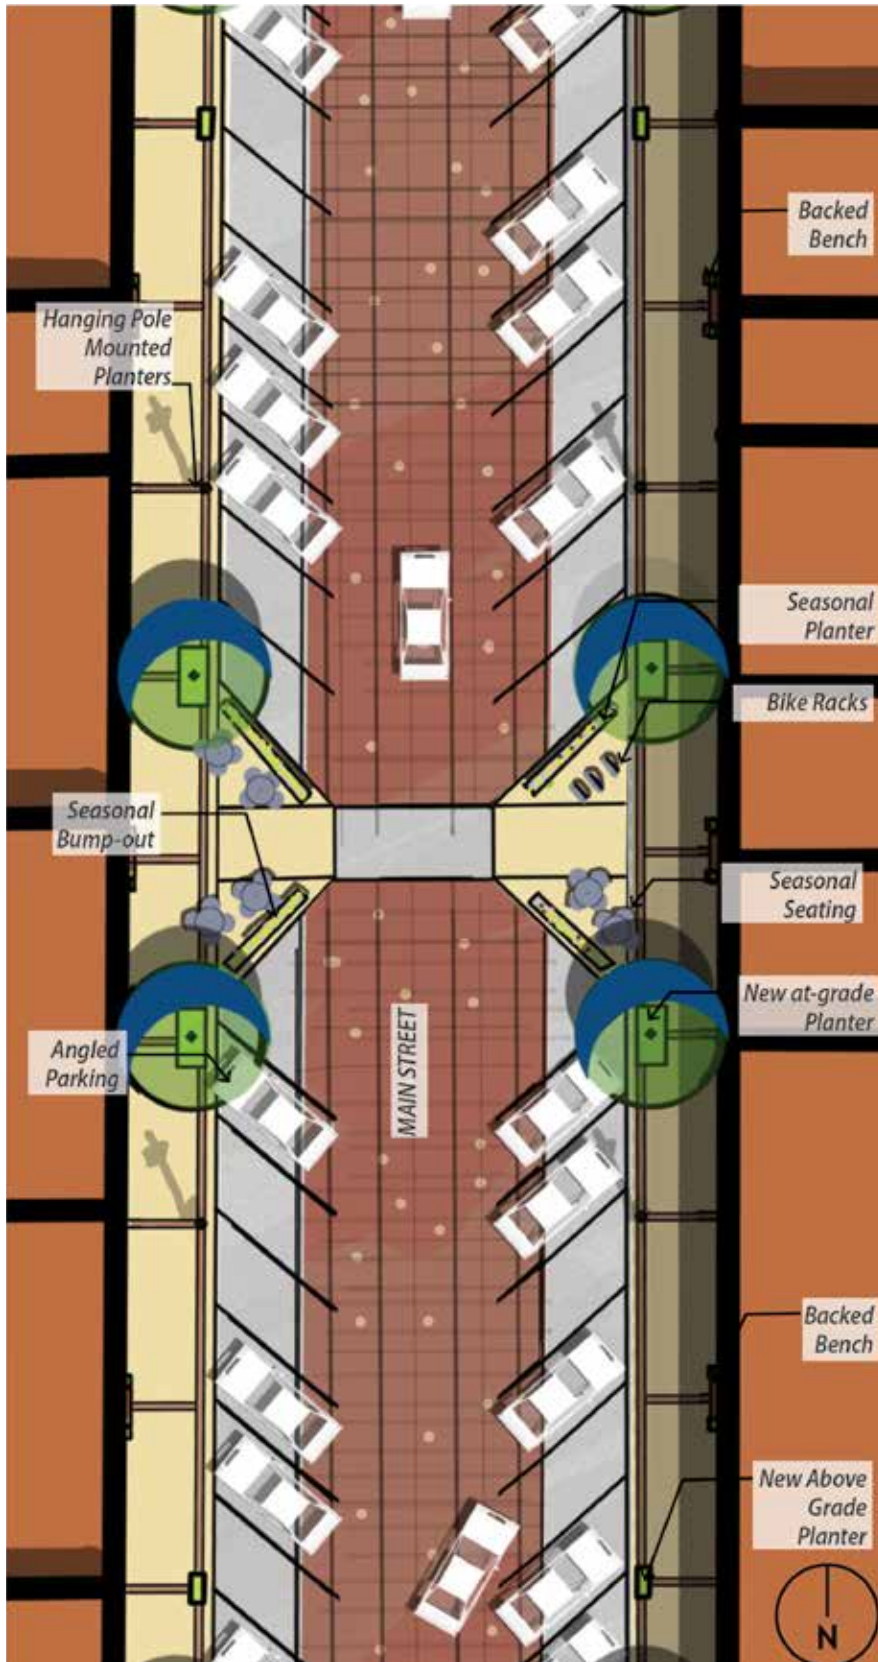 Backed
Bench
Hanging Pole
Mounted
Planters
Seasonal
Planter
Bike Racks
Seasonal
Bump-out
Seasonal
Seating
New at-grade
Planter
Angled
Parking
MAIN STREET
Backed
Bench
New Above
Grade
Planter
N